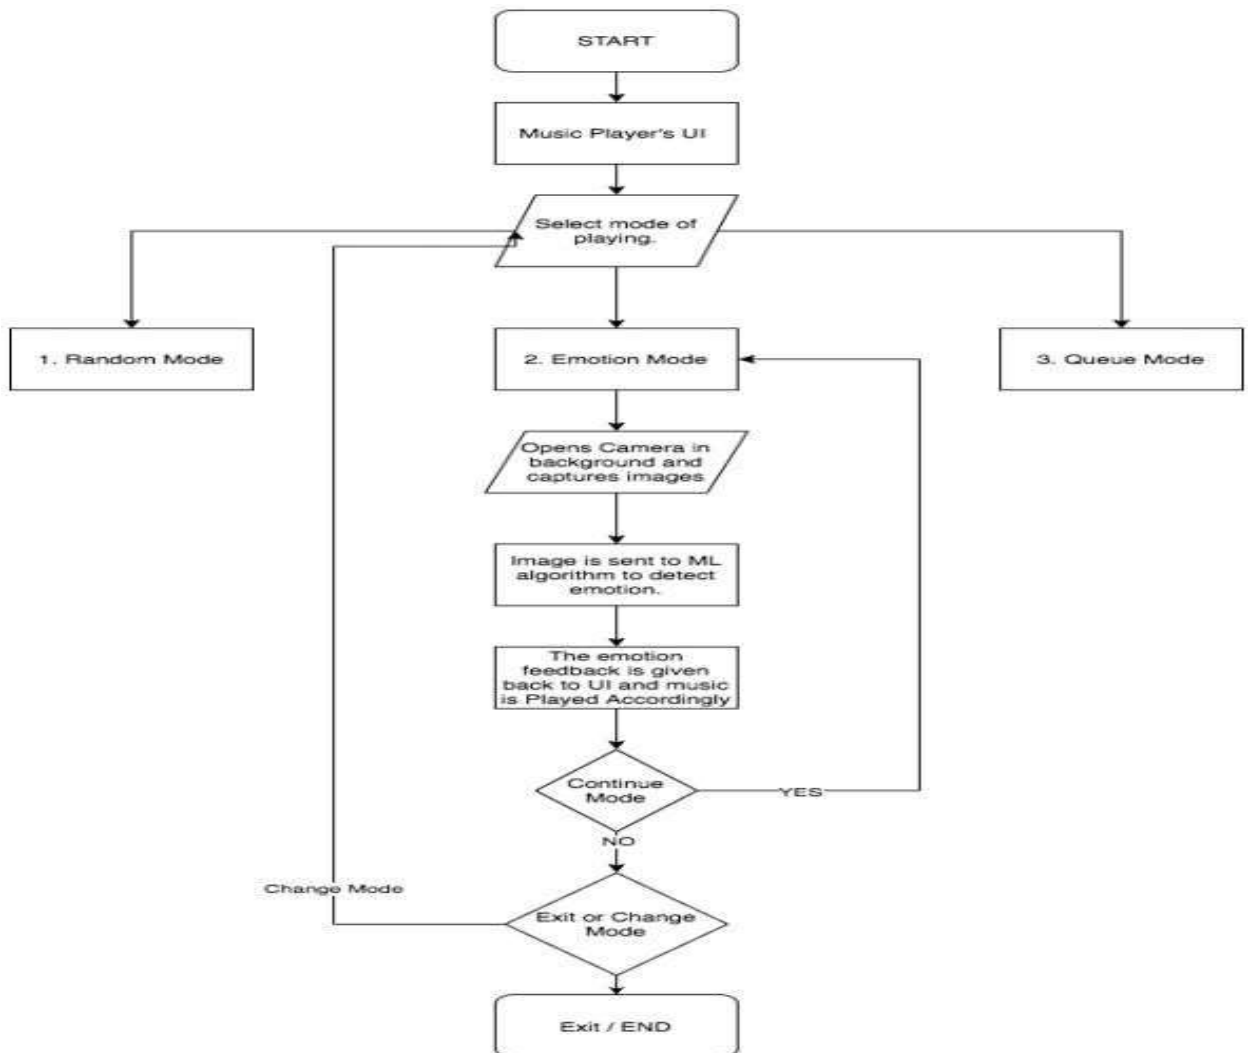 START
Music Player's UI
Select mode of
playing.
1. Random Mode
2. Emotion Mode
3. Queue Mode
Opens Camera in
background and
captures images
Image is sent to ML
algorithm to detect
emotion.
The emotion
feedback is given
back to UI and music
is Played Accordingly
Continue
Mode
YES
NO
Change Mode
Exit or Change
Mode
Exit / END